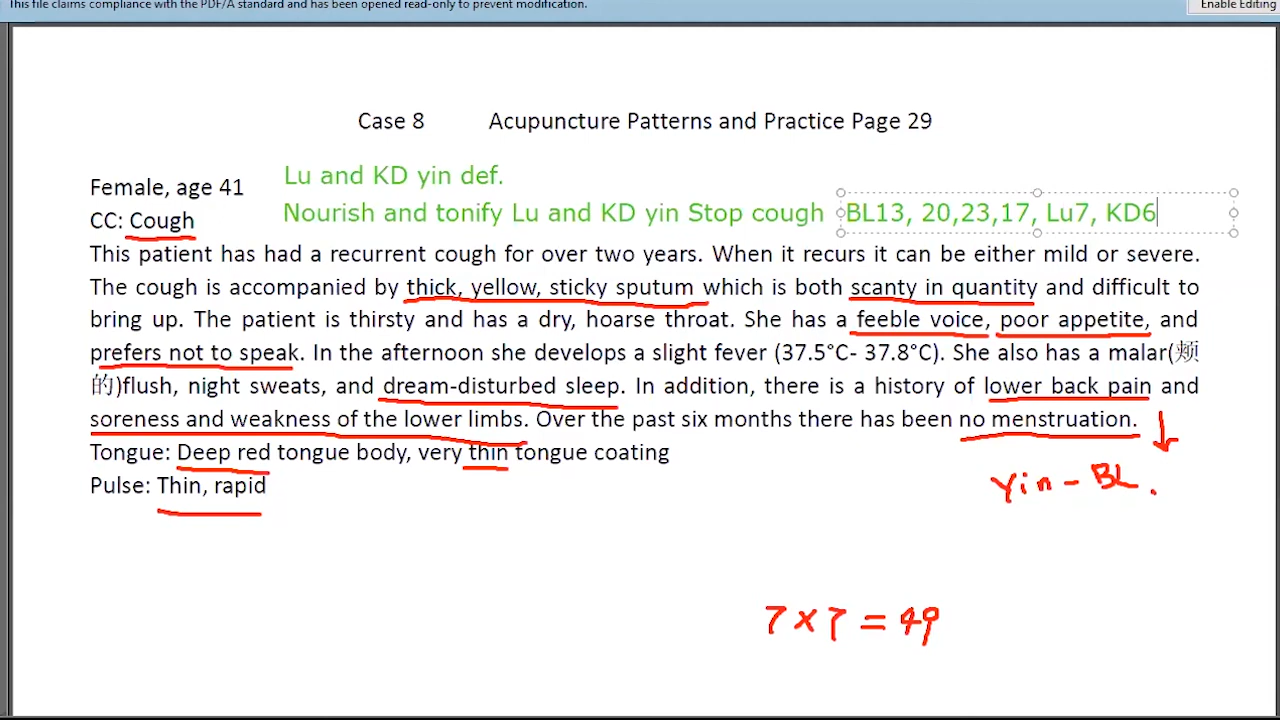 This file claims compliance with the PDF/A standard and has been opened read-only to prevent modification.
Enable Editing
Case 8 Acupuncture Patterns and Practice Page 29
Lu and KD yin def.
Female, age 41
Nourish and tonify Lu and KD yin Stop cough BL13, 20,23,17, Lu7, KD6
CC: Cough
This patient has had a recurrent cough for over two years. When it recurs it can be either mild or severe.
The cough is accompanied by thick, yellow, sticky sputum which is both scanty in quantity and difficult to
bring up. The patient is thirsty and has a dry, hoarse throat. She has a feeble voice, poor appetite, and
prefers not to speak. In the afternoon she develops a slight fever (37.5°C- 37.8°C). She also has a malar(颊
的)flush, night sweats, and dream-disturbed sleep. In addition, there is a history of lower back pain and
soreness and weakness of the lower limbs. Over the past six months there has been no menstruation.
Tongue: Deep red tongue body, very thin tongue coating
Pulse: Thin, rapid
Yin - BL.
7 × 7 = 49